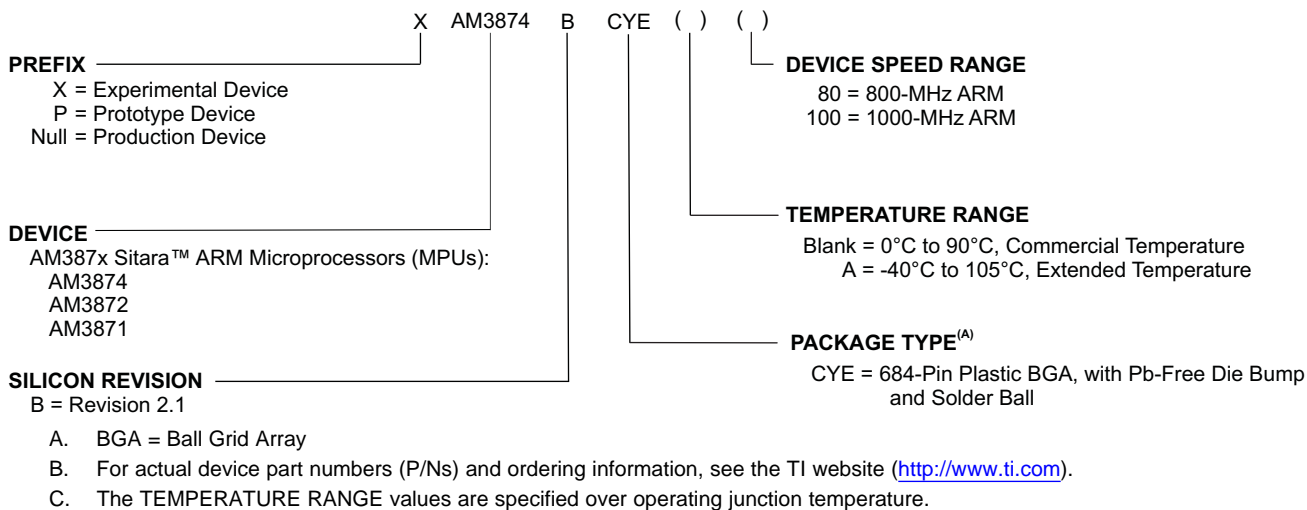 X AM3874 B CYE ( ) ( )
PREFIX
X = Experimental Device
P = Prototype Device
Null = Production Device
DEVICE SPEED RANGE
80 = 800-MHz ARM
100 = 1000-MHz ARM
DEVICE
AM387x Sitara™ ARM Microprocessors (MPUs):
AM3874
AM3872
AM3871
TEMPERATURE RANGE
Blank = 0°C to 90°C, Commercial Temperature
A = -40°C to 105°C, Extended Temperature
SILICON REVISION
B = Revision 2.1
PACKAGE TYPE(A)
CYE = 684-Pin Plastic BGA, with Pb-Free Die Bump
and Solder Ball
A. BGA = Ball Grid Array
B. For actual device part numbers (P/Ns) and ordering information, see the TI website (http://www.ti.com).
C. The TEMPERATURE RANGE values are specified over operating junction temperature.